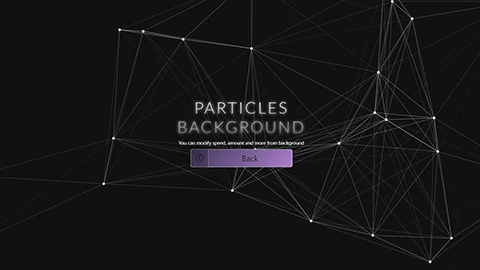 PARTICLES
BACKGROUND
You can modify speed, amount and more from background
Back